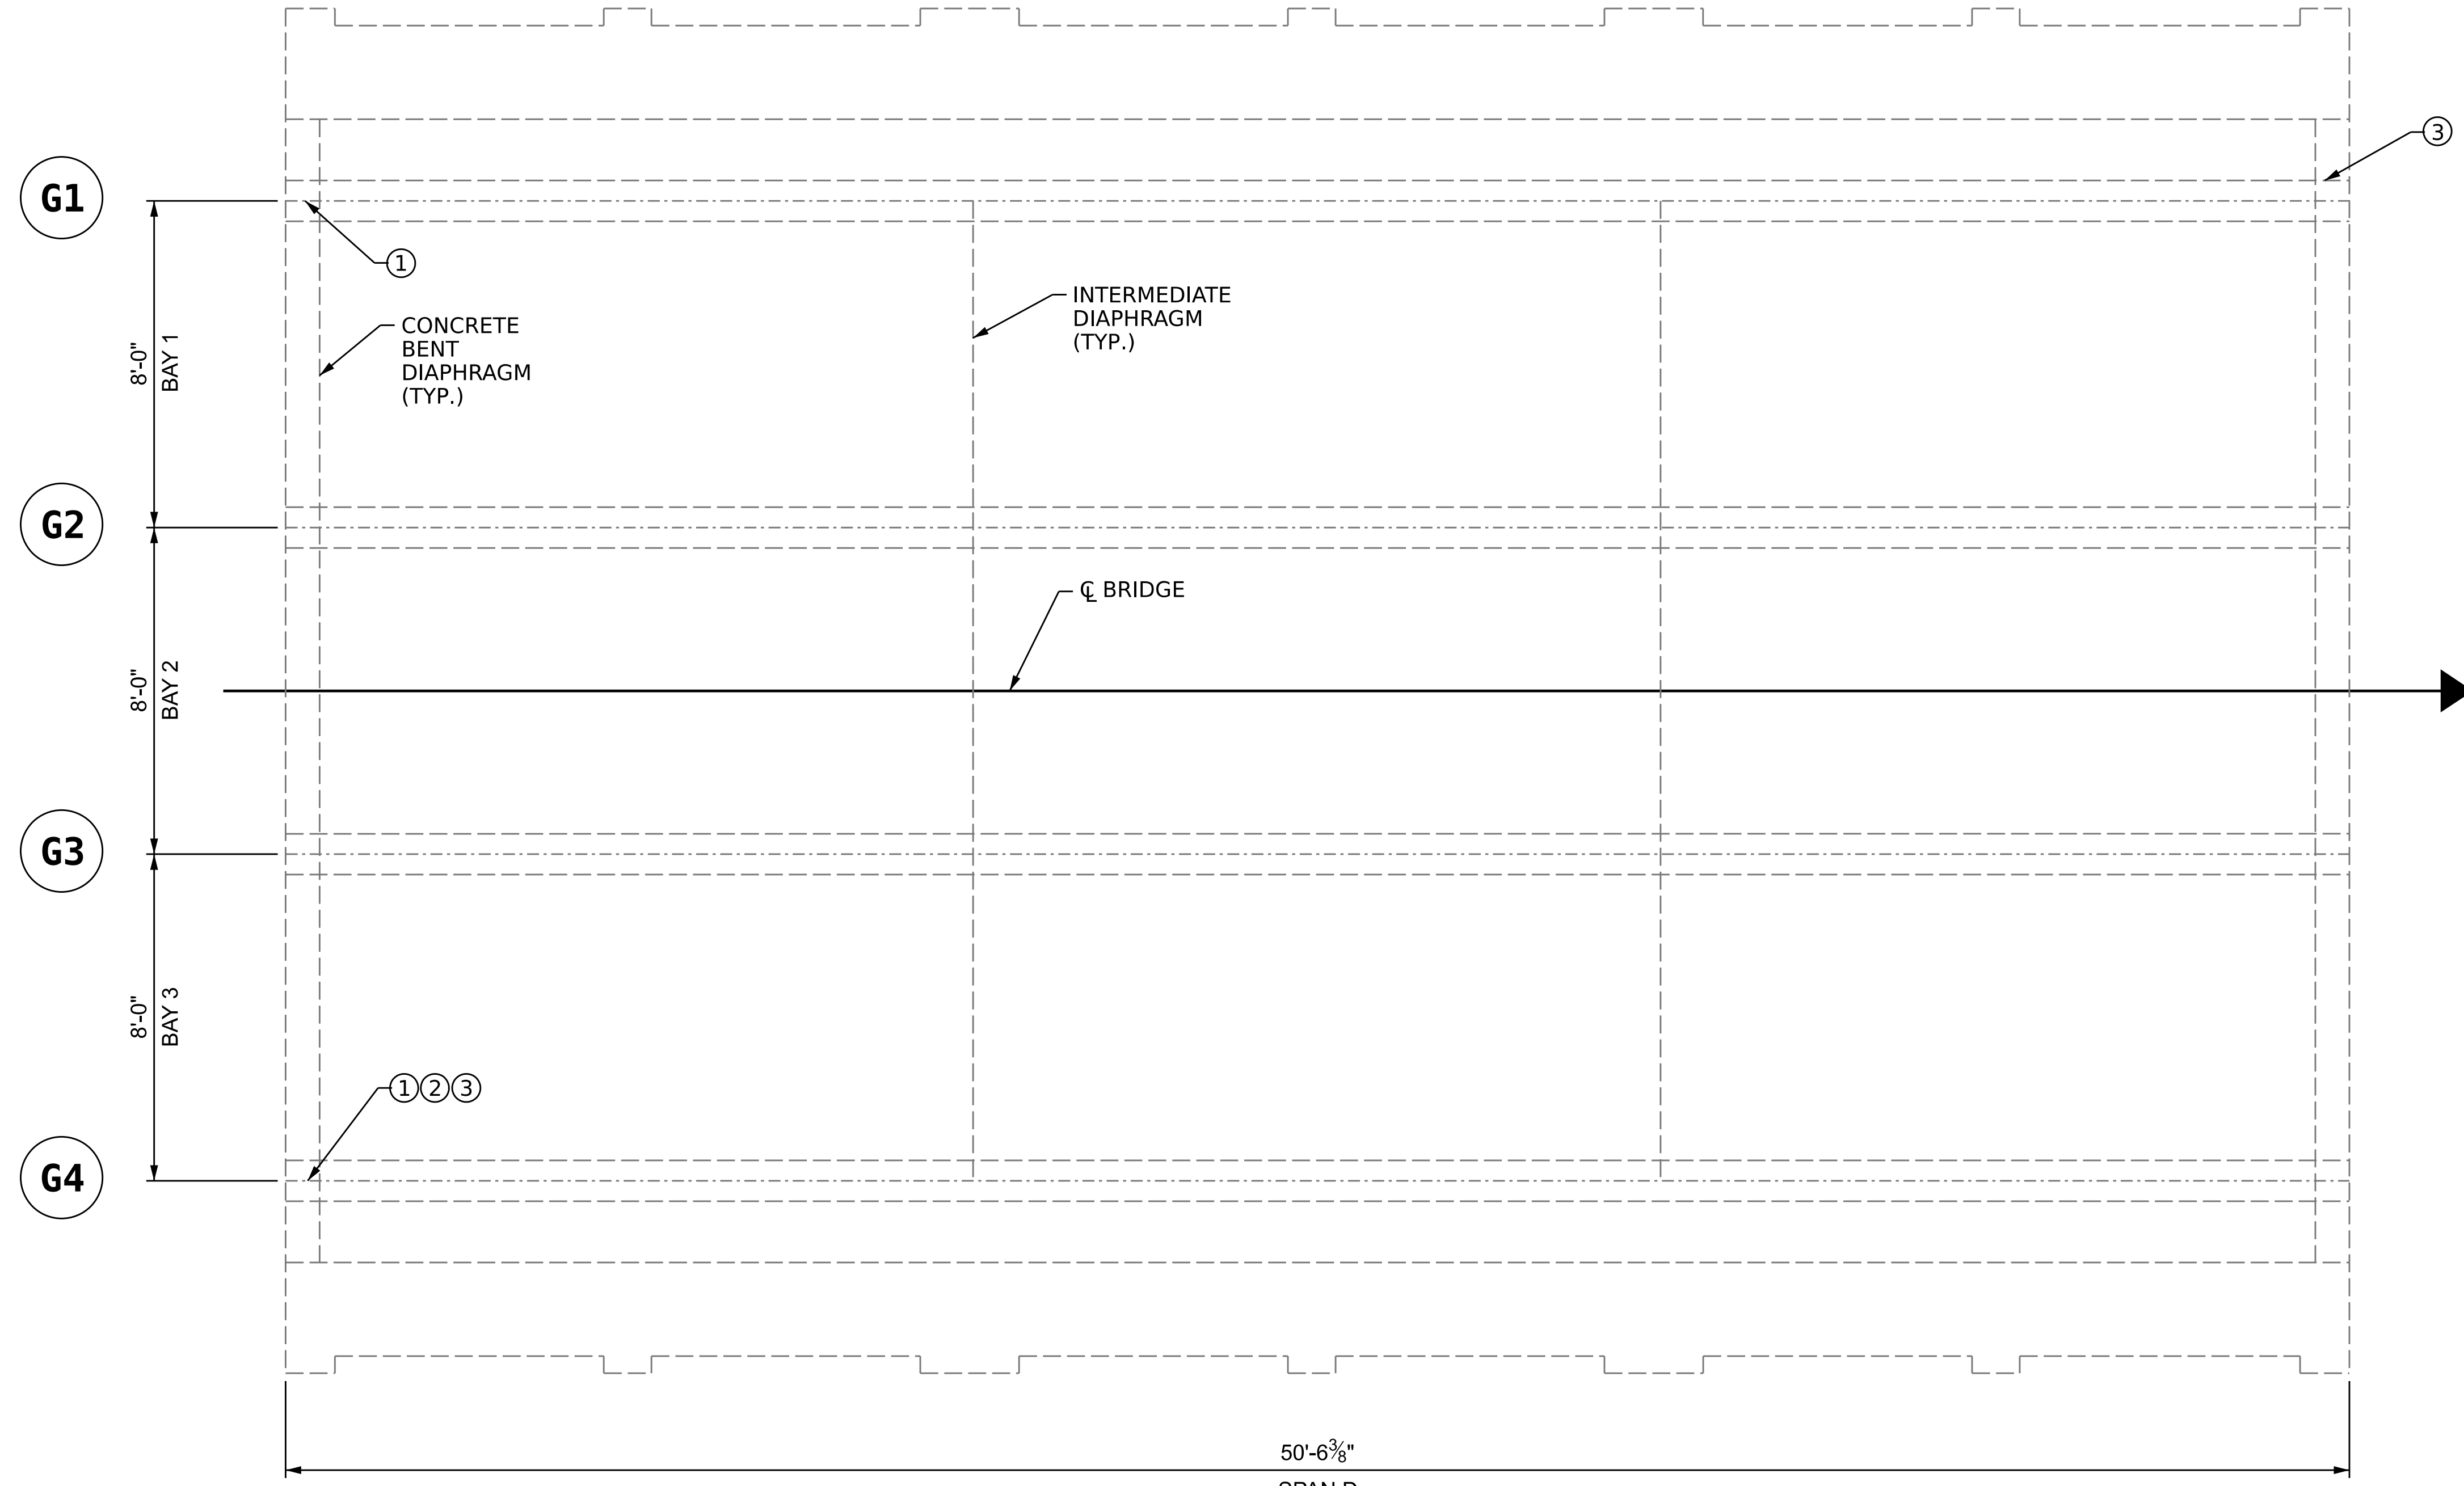 G1
3
1
8'-0"
BAY 1
CONCRETE
BENT
DIAPHRAGM
(TYP.)
INTERMEDIATE
DIAPHRAGM
(TYP.)
G2
℄ BRIDGE
8'-0"
BAY 2
G3
8'-0"
BAY 3
1 2 3
G4
50'-6⅜"
SPAN D